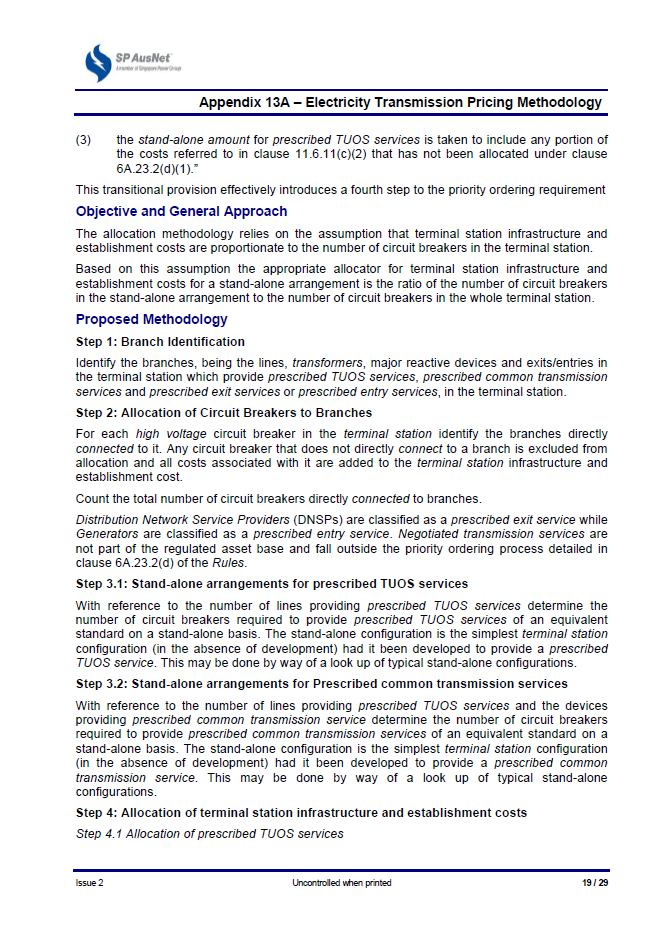 SP AusNet
A member of Singapore Power Group
Appendix 13A – Electricity Transmission Pricing Methodology
(3) the stand-alone amount for prescribed TUOS services is taken to include any portion of
the costs referred to in clause 11.6.11(c)(2) that has not been allocated under clause
6A.23.2(d)(1).”
This transitional provision effectively introduces a fourth step to the priority ordering requirement
Objective and General Approach
The allocation methodology relies on the assumption that terminal station infrastructure and
establishment costs are proportionate to the number of circuit breakers in the terminal station.
Based on this assumption the appropriate allocator for terminal station infrastructure and
establishment costs for a stand-alone arrangement is the ratio of the number of circuit breakers
in the stand-alone arrangement to the number of circuit breakers in the whole terminal station.
Proposed Methodology
Step 1: Branch Identification
Identify the branches, being the lines, transformers, major reactive devices and exits/entries in
the terminal station which provide prescribed TUOS services, prescribed common transmission
services and prescribed exit services or prescribed entry services, in the terminal station.
Step 2: Allocation of Circuit Breakers to Branches
For each high voltage circuit breaker in the terminal station identify the branches directly
connected to it. Any circuit breaker that does not directly connect to a branch is excluded from
allocation and all costs associated with it are added to the terminal station infrastructure and
establishment cost.
Count the total number of circuit breakers directly connected to branches.
Distribution Network Service Providers (DNSPs) are classified as a prescribed exit service while
Generators are classified as a prescribed entry service. Negotiated transmission services are
not part of the regulated asset base and fall outside the priority ordering process detailed in
clause 6A.23.2(d) of the Rules.
Step 3.1: Stand-alone arrangements for prescribed TUOS services
With reference to the number of lines providing prescribed TUOS services determine the
number of circuit breakers required to provide prescribed TUOS services of an equivalent
standard on a stand-alone basis. The stand-alone configuration is the simplest terminal station
configuration (in the absence of development) had it been developed to provide a prescribed
TUOS service. This may be done by way of a look up of typical stand-alone configurations.
Step 3.2: Stand-alone arrangements for Prescribed common transmission services
With reference to the number of lines providing prescribed TUOS services and the devices
providing prescribed common transmission service determine the number of circuit breakers
required to provide prescribed common transmission services of an equivalent standard on a
stand-alone basis. The stand-alone configuration is the simplest terminal station configuration
(in the absence of development) had it been developed to provide a prescribed common
transmission service. This may be done by way of a look up of typical stand-alone
configurations.
Step 4: Allocation of terminal station infrastructure and establishment costs
Step 4.1 Allocation of prescribed TUOS services
Issue 2 Uncontrolled when printed 19 / 29